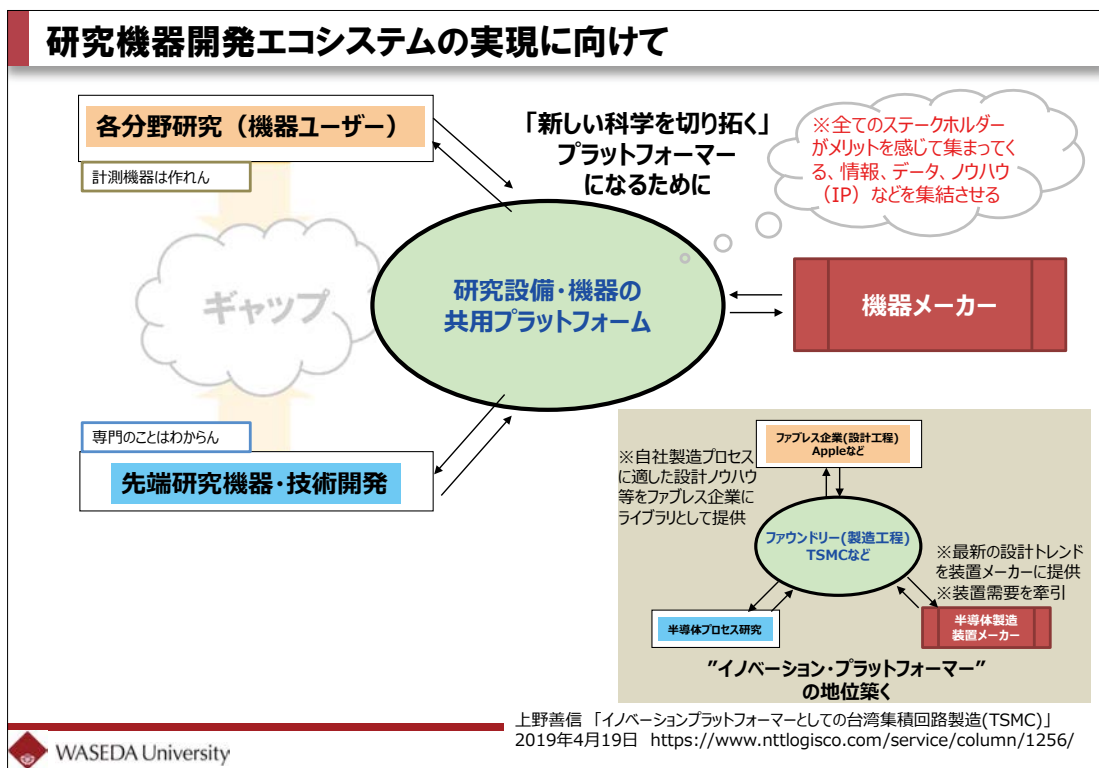 研究機器開発エコシステムの実現に向けて
各分野研究（機器ユーザー）
計測機器は作れん
「新しい科学を切り拓く」
プラットフォーマー
になるために
※全てのステークホルダー
がメリットを感じて集まってく
る、情報、データ、ノウハウ
（IP）などを集結させる
ギャップ
研究設備・機器の
共用プラットフォーム
機器メーカー
専門のことはわからん
先端研究機器・技術開発
ファブレス企業(設計工程)
Appleなど
※自社製造プロセス
に適した設計ノウハウ
等をファブレス企業に
ライブラリとして提供
ファウンドリー(製造工程)
TSMCなど
※最新の設計トレンド
を装置メーカーに提供
※装置需要を牽引
半導体プロセス研究
半導体製造
装置メーカー
”イノベーション・プラットフォーマー”
の地位築く
上野善信 「イノベーションプラットフォーマーとしての台湾集積回路製造(TSMC)」
2019年4月19日 https://www.nttlogisco.com/service/column/1256/
WASEDA University